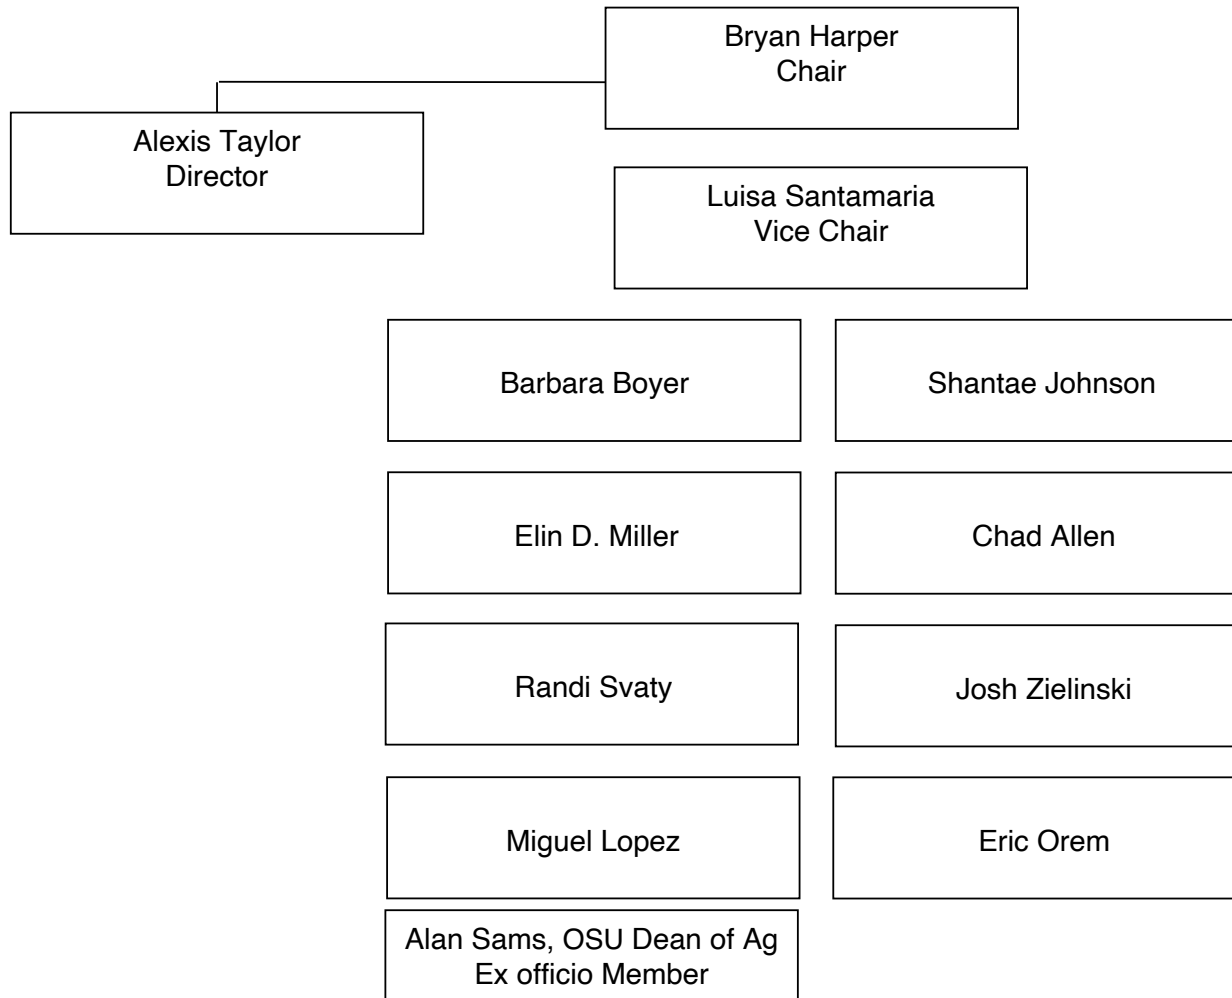 Bryan Harper
Chair
Alexis Taylor
Director
Luisa Santamaria
Vice Chair
Barbara Boyer
Shantae Johnson
Elin D. Miller
Chad Allen
Randi Svaty
Josh Zielinski
Miguel Lopez
Eric Orem
Alan Sams, OSU Dean of Ag
Ex officio Member